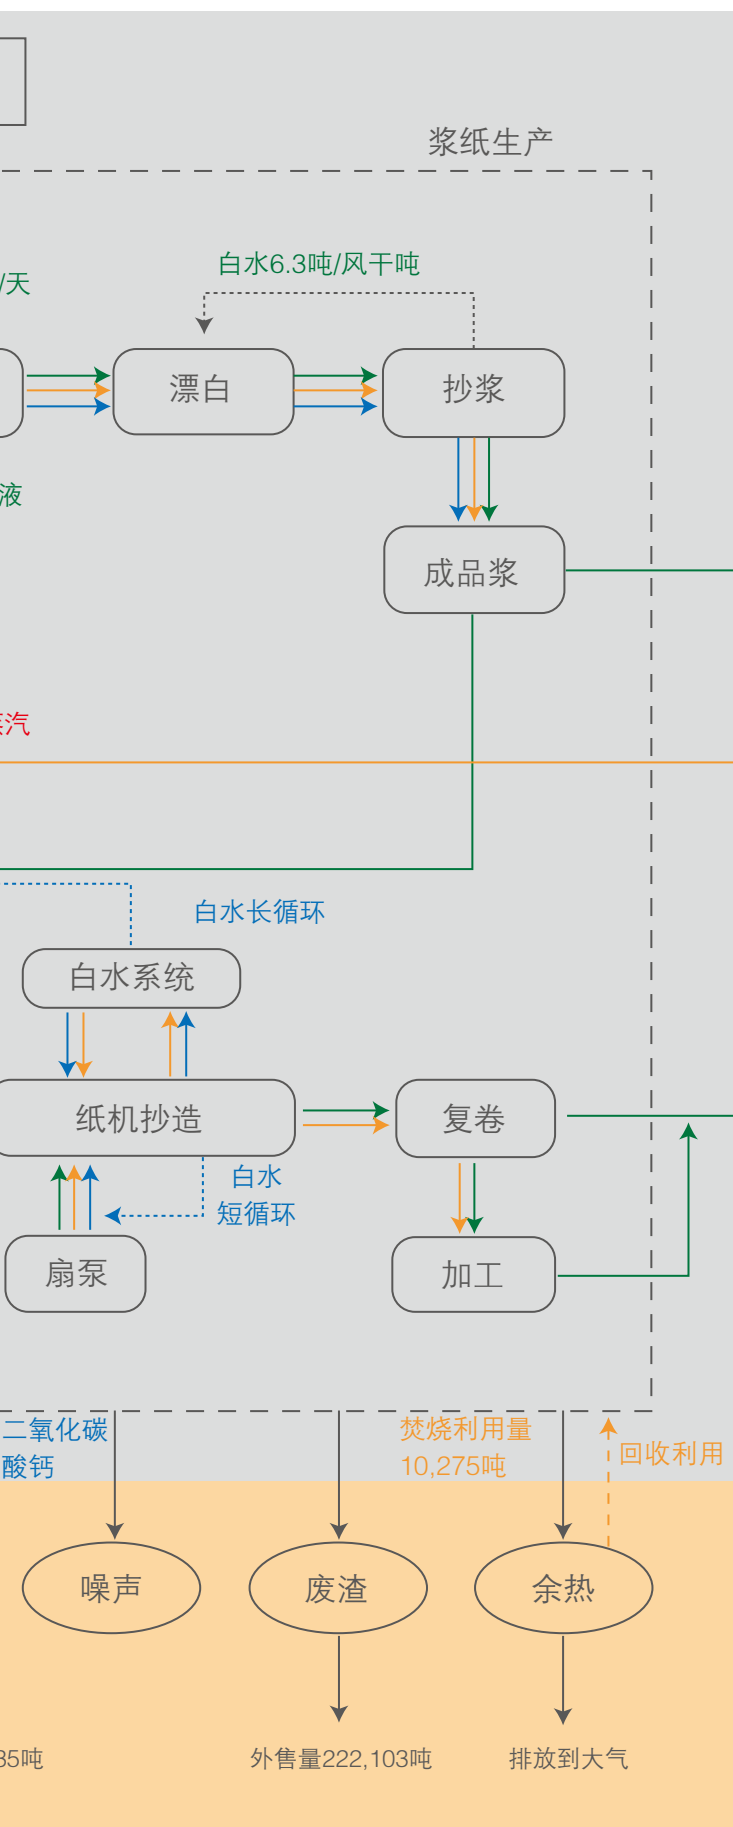 浆纸生产
白水6.3吨/风干吨
/天
漂白
抄浆
液
成品浆
汽
白水长循环
白水系统
纸机抄造
复卷
白水
短循环
扇泵
加工
二氧化碳
酸钙
焚烧利用量
10,275吨
回收利用
噪声
废渣
余热
35吨
外售量222,103吨
排放到大气